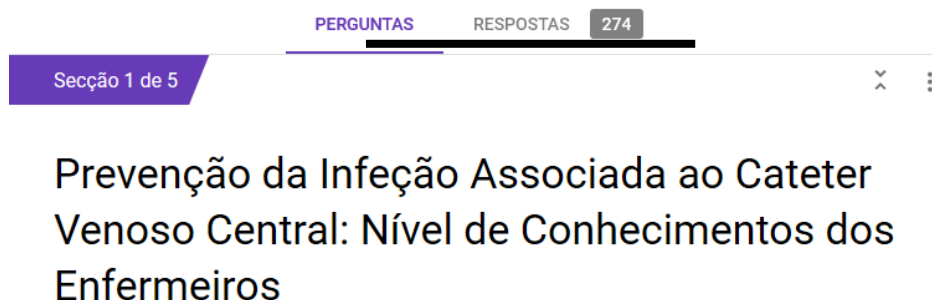 PERGUNTAS RESPOSTAS 274
Secção 1 de 5
Prevenção da Infeção Associada ao Cateter
Venoso Central: Nível de Conhecimentos dos
Enfermeiros